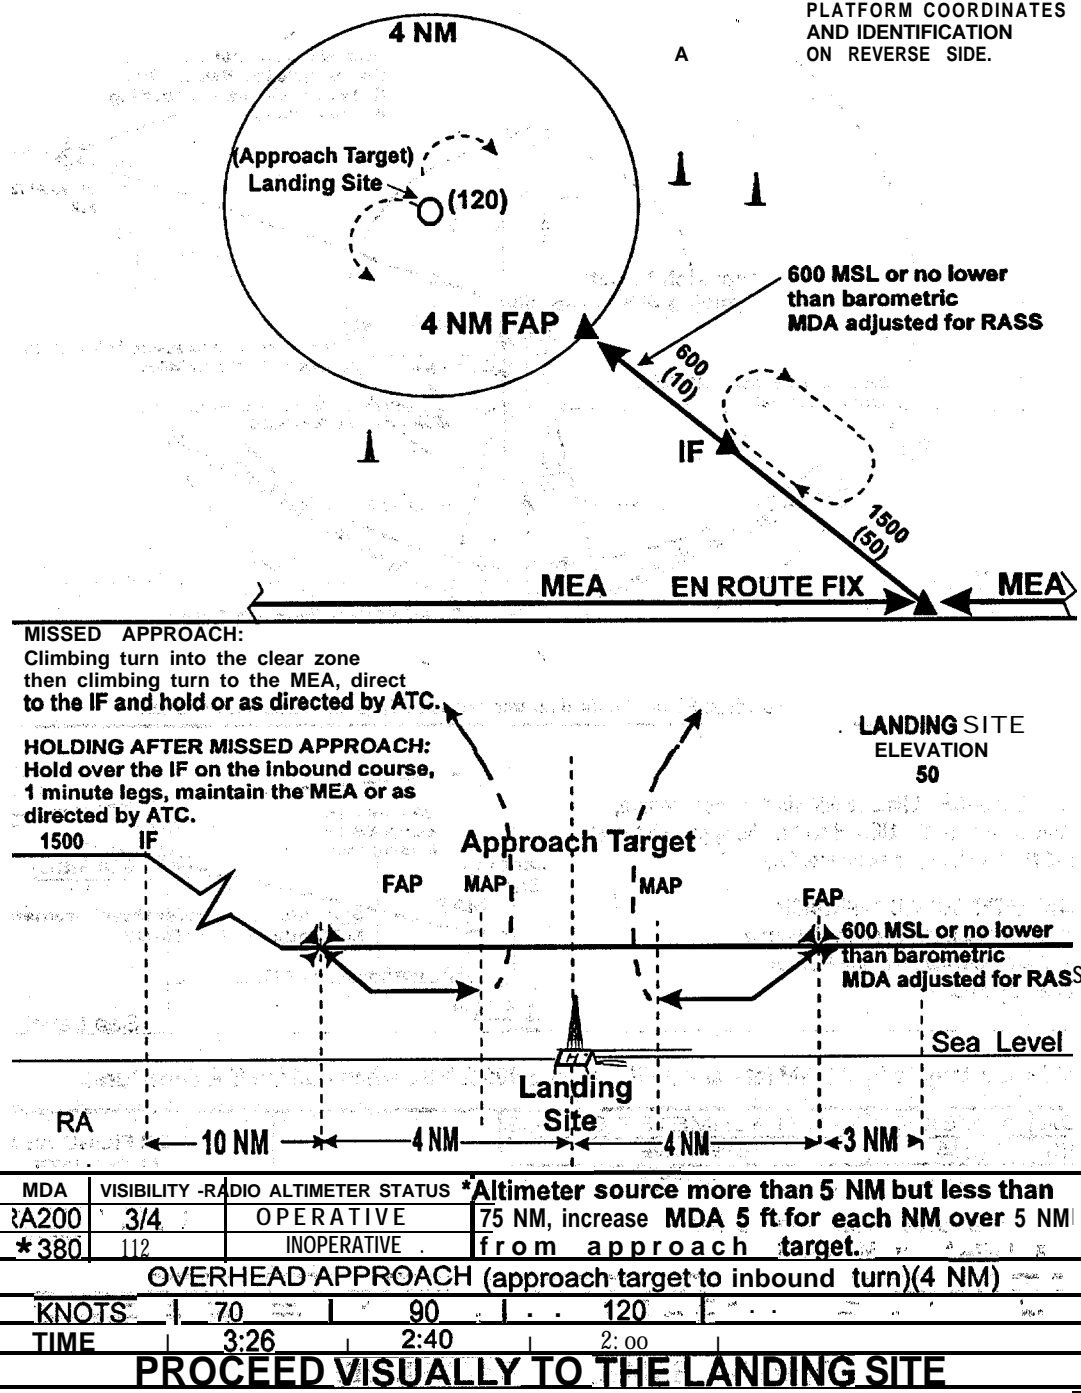 PLATFORM COORDINATES
AND IDENTIFICATION
ON REVERSE SIDE.
4 NM
A
(Approach Target)
Landing Site
(120)
600 MSL or no lower
than barometric
MDA adjusted for RASS
4 NM FAP
600
(10)
IF
1500
(50)
MEA
EN ROUTE FIX
MEA
MISSED APPROACH:
Climbing turn into the clear zone
then climbing turn to the MEA, direct
to the IF and hold or as directed by ATC.
HOLDING AFTER MISSED APPROACH:
Hold over the IF on the inbound course,
1 minute legs, maintain the MEA or as
directed by ATC.
LANDING SITE
ELEVATION
50
1500 IF
Approach Target
FAP MAP MAP FAP
600 MSL or no lower
than barometric
MDA adjusted for RASS
Sea Level
H
Landing
Site
RA
10 NM 4 NM 4 NM 3 NM
MDA VISIBILITY -RADIO ALTIMETER STATUS *Altimeter source more than 5 NM but less than
RA200 3/4 OPERATIVE 75 NM, increase MDA 5 ft for each NM over 5 NM
*380 112 INOPERATIVE . from approach target.
OVERHEAD APPROACH (approach target to inbound turn)(4 NM)
KNOTS 70 90 120
TIME 3:26 2:40 2:00
PROCEED VISUALLY TO THE LANDING SITE